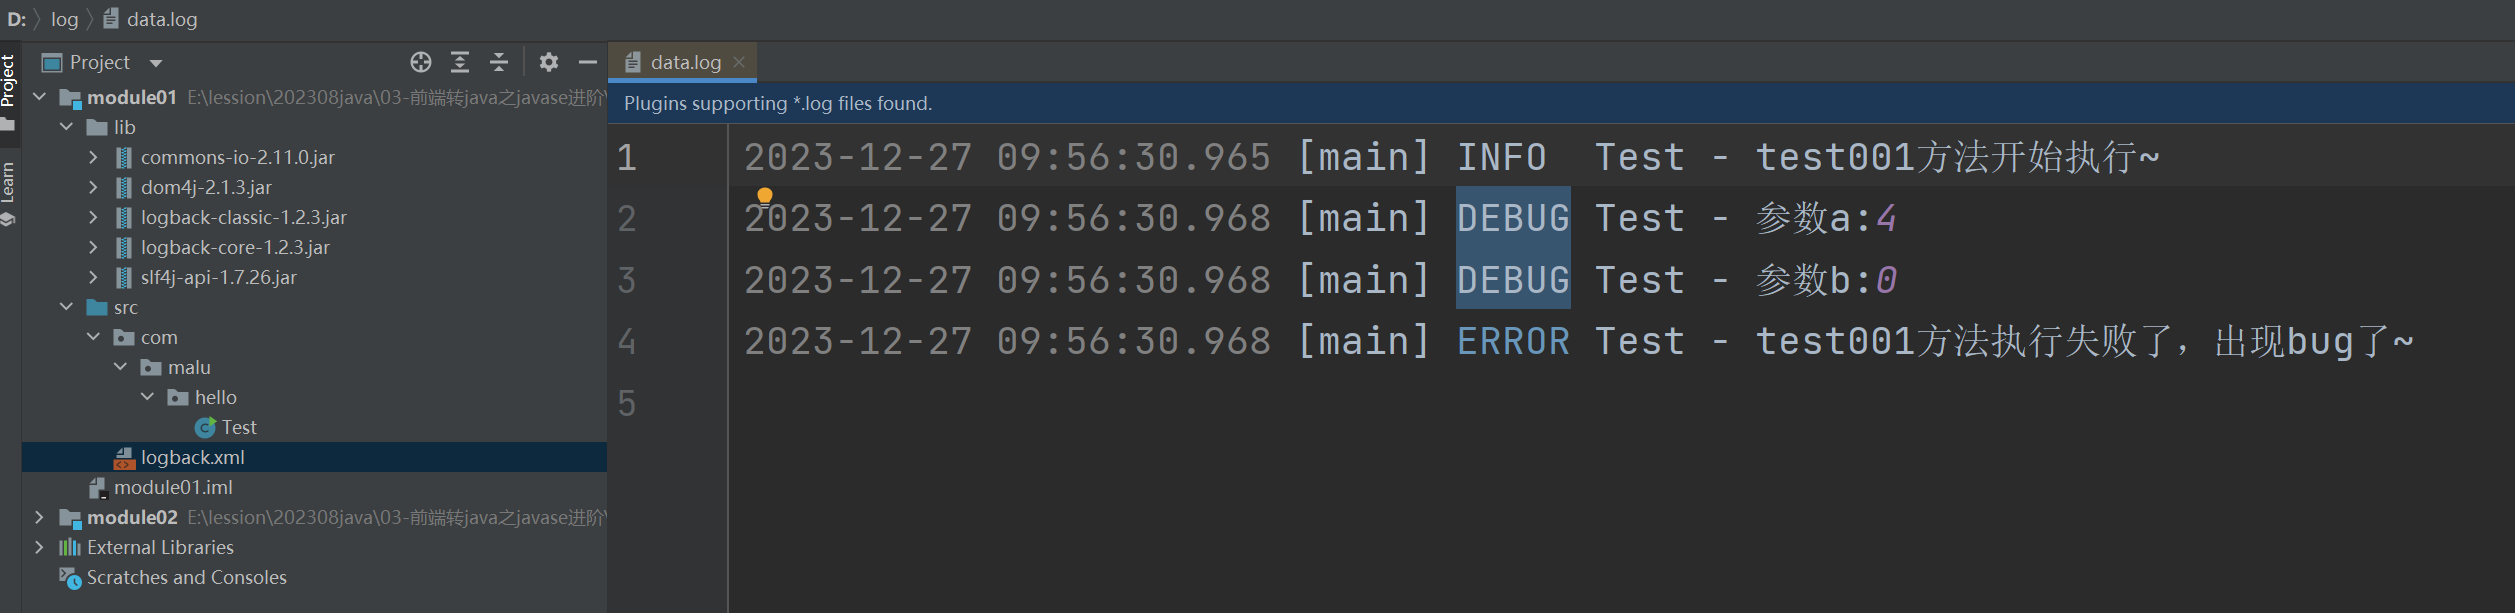 D: log data.log
Project
Learn
Project
module01 E:\lession\202308java\03-前端转java之javase进阶\
lib
commons-io-2.11.0.jar
dom4j-2.1.3.jar
logback-classic-1.2.3.jar
logback-core-1.2.3.jar
slf4j-api-1.7.26.jar
src
com
malu
hello
Test
logback.xml
module01.iml
module02 E:\lession\202308java\03-前端转java之javase进阶\
External Libraries
Scratches and Consoles
data.log
Plugins supporting *.log files found.
1 2023-12-27 09:56:30.965 [main] INFO  Test - test001方法开始执行~
2 2023-12-27 09:56:30.968 [main] DEBUG Test - 参数a:4
3 2023-12-27 09:56:30.968 [main] DEBUG Test - 参数b:0
4 2023-12-27 09:56:30.968 [main] ERROR Test - test001方法执行失败了，出现bug了~
5